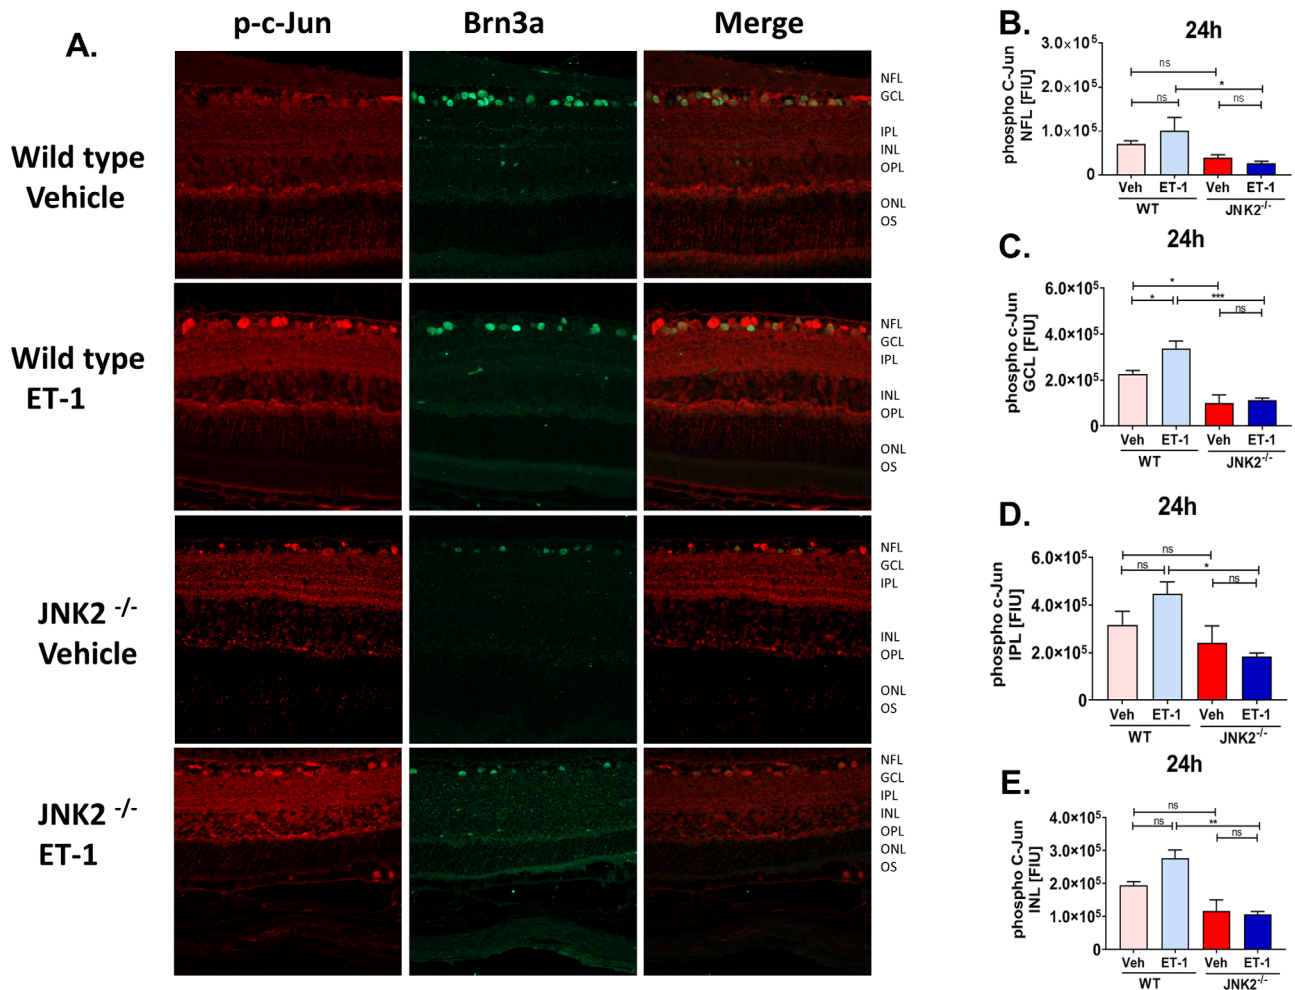 A.
p-c-Jun
Brn3a
Merge
Wild type
Vehicle
NFL
GCL
IPL
INL
OPL
ONL
OS
Wild type
ET-1
NFL
GCL
IPL
INL
OPL
ONL
OS
JNK2 -/-
Vehicle
NFL
GCL
IPL
INL
OPL
ONL
OS
JNK2 -/-
ET-1
NFL
GCL
IPL
INL
OPL
ONL
OS
B.
24h
phospho C-Jun
NFL [FIU]
3.0×10⁵
2.0×10⁵
1.0×10⁵
0
ns
*
ns
ns
Veh
ET-1
Veh
ET-1
WT
JNK2-/-
C.
24h
phospho c-Jun
GCL [FIU]
6.0×10⁵
4.0×10⁵
2.0×10⁵
0
*
*
***
ns
Veh
ET-1
Veh
ET-1
WT
JNK2-/-
D.
24h
phospho c-Jun
IPL [FIU]
6.0×10⁵
4.0×10⁵
2.0×10⁵
0
ns
ns
*
ns
Veh
ET-1
Veh
ET-1
WT
JNK2-/-
E.
24h
phospho C-Jun
INL [FIU]
4.0×10⁵
3.0×10⁵
2.0×10⁵
1.0×10⁵
0
ns
ns
**
ns
Veh
ET-1
Veh
ET-1
WT
JNK2-/-